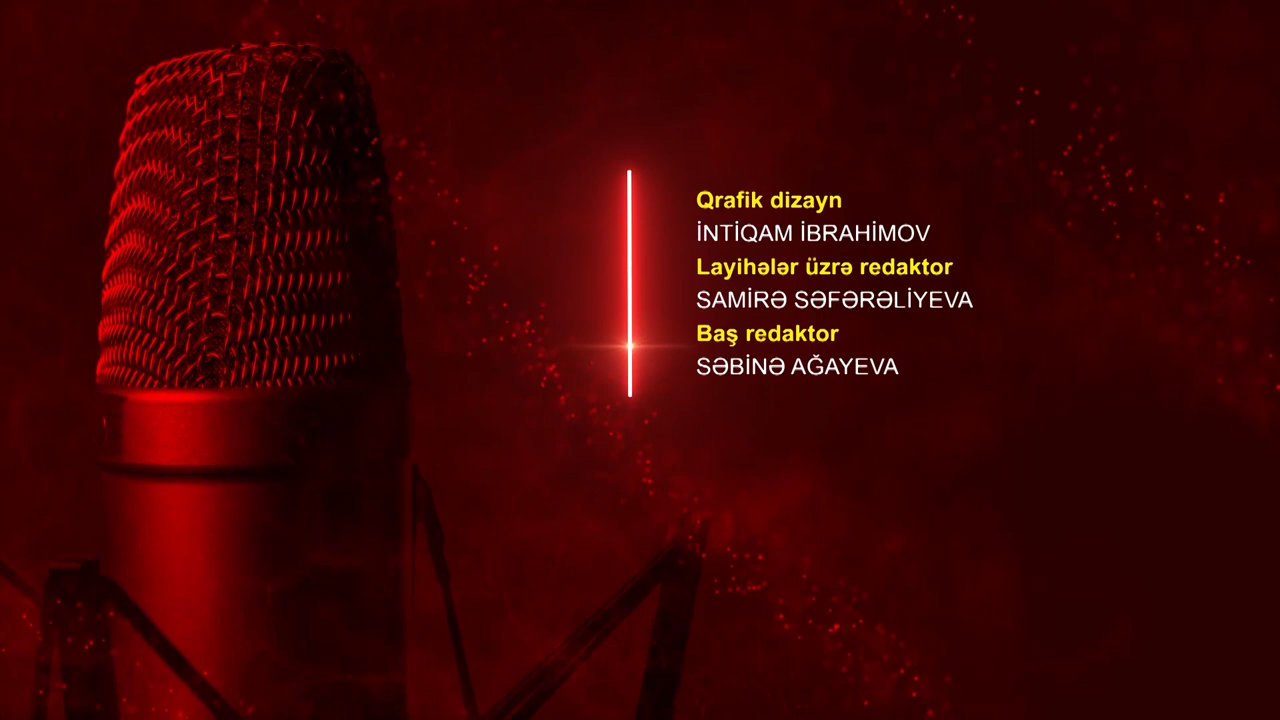 Qrafik dizayn
İNTİQAM İBRAHİMOV
Layihələr üzrə redaktor
SAMİRƏ SƏFƏRƏLİYEVA
Baş redaktor
SƏBİNƏ AĞAYEVA